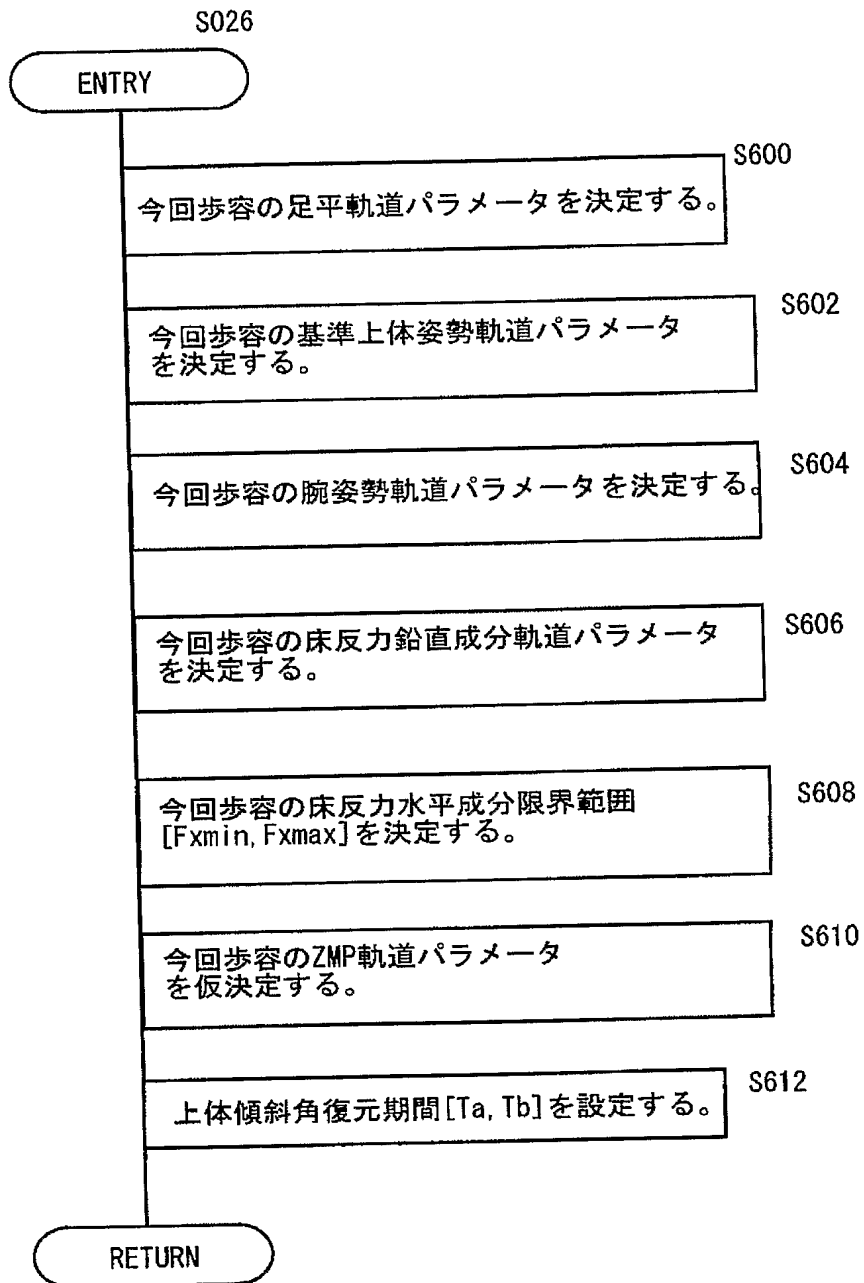 S026
ENTRY
S600
今回歩容の足平軌道パラメータを決定する。
S602
今回歩容の基準上体姿勢軌道パラメータ
を決定する。
S604
今回歩容の腕姿勢軌道パラメータを決定する。
S606
今回歩容の床反力鉛直成分軌道パラメータ
を決定する。
S608
今回歩容の床反力水平成分限界範囲
[Fxmin,Fxmax]を決定する。
S610
今回歩容のZMP軌道パラメータ
を仮決定する。
S612
上体傾斜角復元期間[Ta,Tb]を設定する。
RETURN